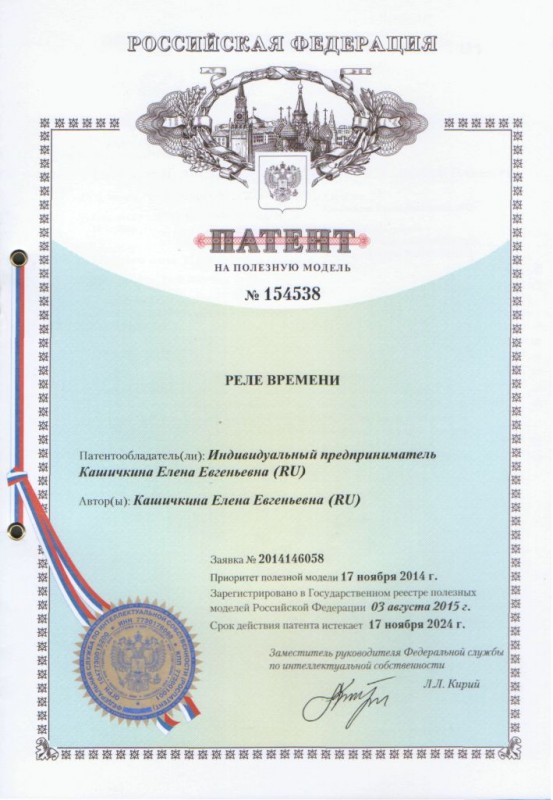 РОССИЙСКАЯ ФЕДЕРАЦИЯ
ПАТЕНТ
НА ПОЛЕЗНУЮ МОДЕЛЬ
№ 154538
РЕЛЕ ВРЕМЕНИ
Патентообладатель(ли): Индивидуальный предприниматель
Кашичкина Елена Евгеньевна (RU)
Автор(ы): Кашичкина Елена Евгеньевна (RU)
Заявка № 2014146058
Приоритет полезной модели 17 ноября 2014 г.
Зарегистрировано в Государственном реестре полезных
моделей Российской Федерации 03 августа 2015 г.
Срок действия патента истекает 17 ноября 2024 г.
Заместитель руководителя Федеральной службы
по интеллектуальной собственности
Л.Л. Кирий